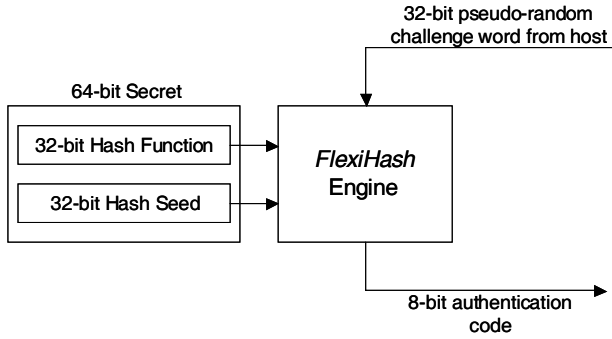 32-bit pseudo-random
challenge word from host
64-bit Secret
32-bit Hash Function
32-bit Hash Seed
FlexiHash
Engine
8-bit authentication
code